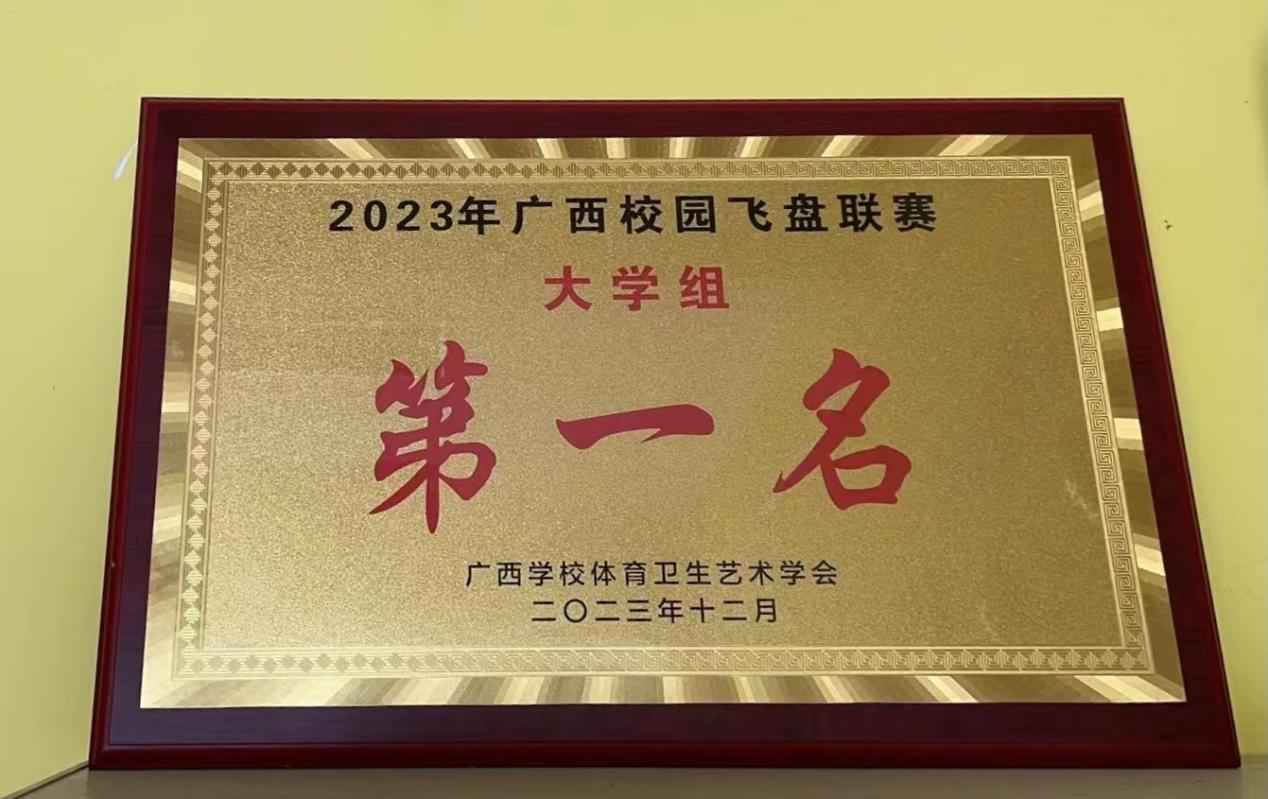 2023年广西校园飞盘联赛
大学组
第一名
广西学校体育卫生艺术学会
二〇二三年十二月